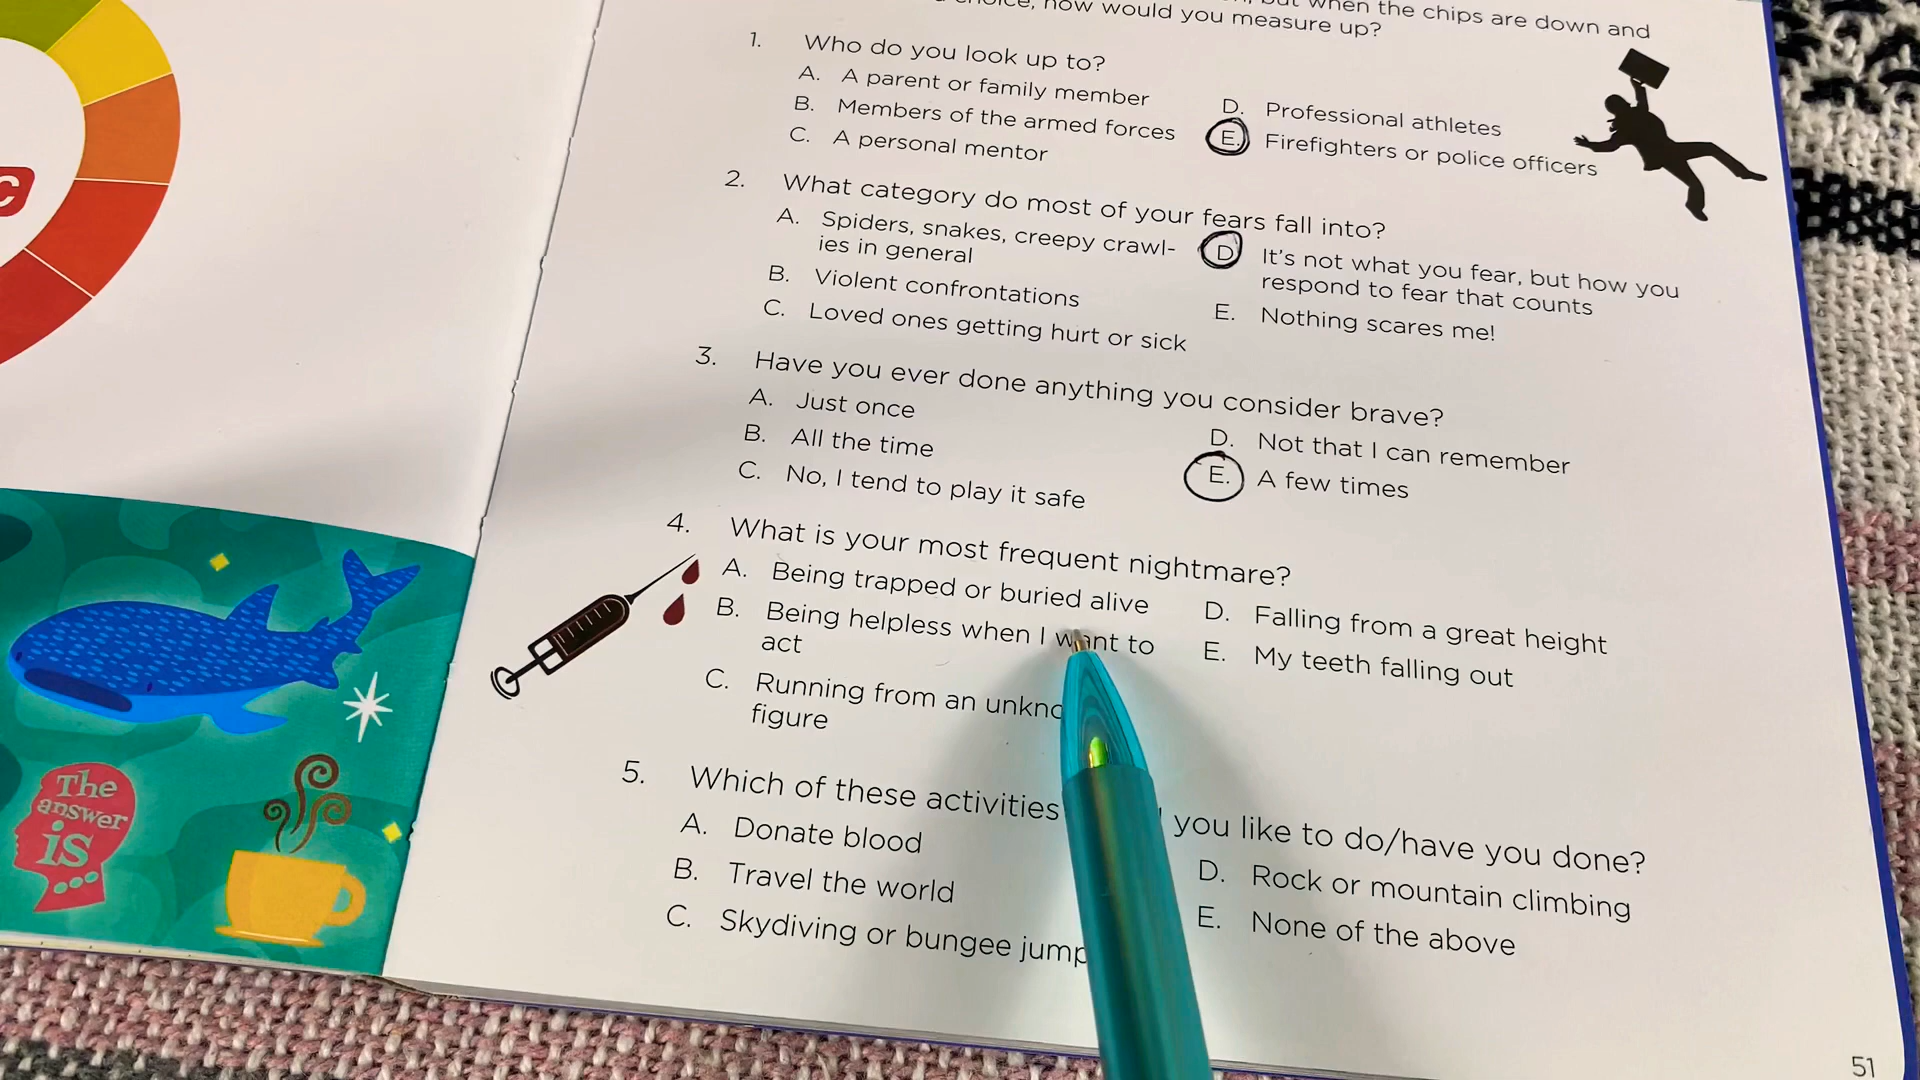 when the chips are down and
how would you measure up?
1. Who do you look up to?
A. A parent or family member
B. Members of the armed forces
C. A personal mentor
D. Professional athletes
E. Firefighters or police officers
2. What category do most of your fears fall into?
A. Spiders, snakes, creepy crawl-
ies in general
B. Violent confrontations
C. Loved ones getting hurt or sick
D It's not what you fear, but how you
respond to fear that counts
E. Nothing scares me!
3. Have you ever done anything you consider brave?
A. Just once
B. All the time
C. No, I tend to play it safe
D. Not that I can remember
E. A few times
4. What is your most frequent nightmare?
A. Being trapped or buried alive
B. Being helpless when I want to
act
C. Running from an
figure
D. Falling from a great height
E. My teeth falling out
5. Which of these activities you like to do/have you done?
A. Donate blood
B. Travel the world
C. Skydiving or bungee
D. Rock or mountain climbing
E. None of the above
51
C
The
answer
is